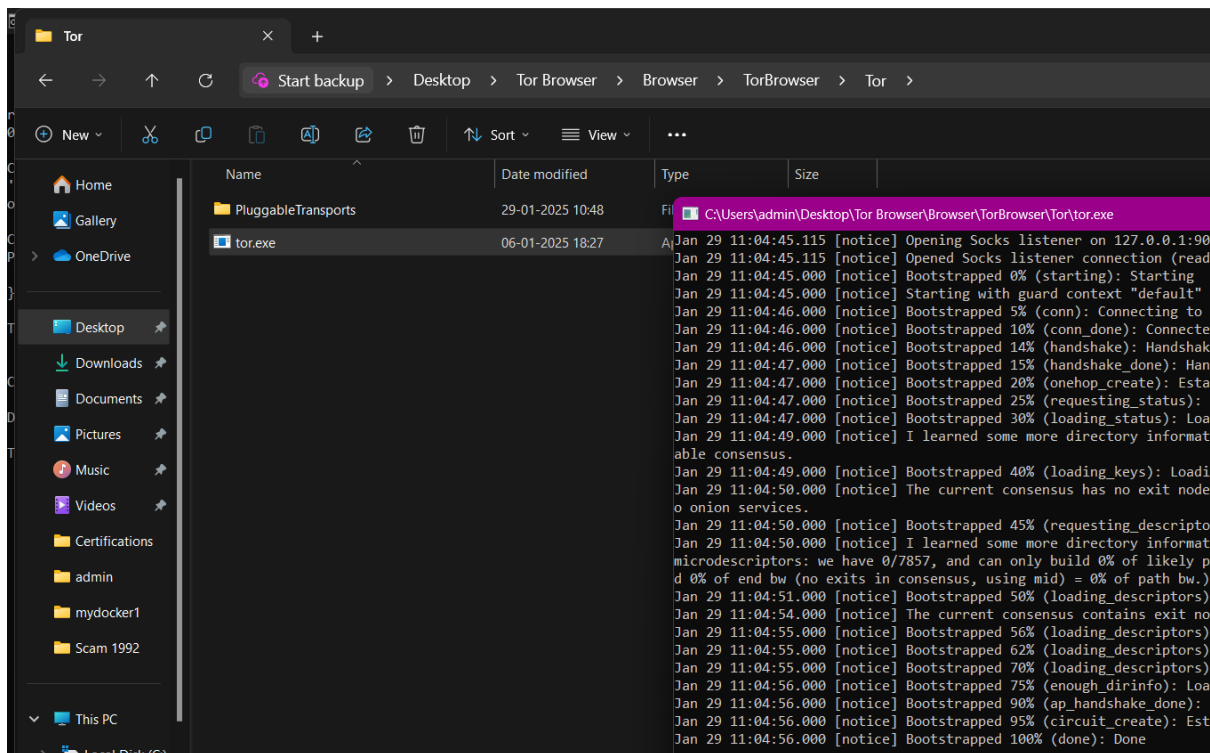 Tor
Start backup > Desktop > Tor Browser > Browser > TorBrowser > Tor >
New Sort View
Name Date modified Type Size
Home
Gallery
OneDrive
Desktop
Downloads
Documents
Pictures
Music
Videos
Certifications
admin
mydocker1
Scam 1992
This PC
PluggableTransports 29-01-2025 10:48
tor.exe 06-01-2025 18:27
C:\Users\admin\Desktop\Tor Browser\Browser\TorBrowser\Tor\tor.exe
Jan 29 11:04:45.115 [notice] Opening Socks listener on 127.0.0.1:90
Jan 29 11:04:45.115 [notice] Opened Socks listener connection (read
Jan 29 11:04:45.000 [notice] Bootstrapped 0% (starting): Starting
Jan 29 11:04:45.000 [notice] Starting with guard context "default"
Jan 29 11:04:46.000 [notice] Bootstrapped 5% (conn): Connecting to
Jan 29 11:04:46.000 [notice] Bootstrapped 10% (conn_done): Connecte
Jan 29 11:04:46.000 [notice] Bootstrapped 14% (handshake): Handshak
Jan 29 11:04:47.000 [notice] Bootstrapped 15% (handshake_done): Han
Jan 29 11:04:47.000 [notice] Bootstrapped 20% (onehop_create): Esta
Jan 29 11:04:47.000 [notice] Bootstrapped 25% (requesting_status):
Jan 29 11:04:47.000 [notice] Bootstrapped 30% (loading_status): Loa
Jan 29 11:04:49.000 [notice] I learned some more directory informat
able consensus.
Jan 29 11:04:49.000 [notice] Bootstrapped 40% (loading_keys): Loadi
Jan 29 11:04:50.000 [notice] The current consensus has no exit node
o onion services.
Jan 29 11:04:50.000 [notice] Bootstrapped 45% (requesting_descripto
Jan 29 11:04:50.000 [notice] I learned some more directory informat
microdescriptors: we have 0/7857, and can only build 0% of likely p
d 0% of end bw (no exits in consensus, using mid) = 0% of path bw.)
Jan 29 11:04:51.000 [notice] Bootstrapped 50% (loading_descriptors)
Jan 29 11:04:54.000 [notice] The current consensus contains exit no
Jan 29 11:04:55.000 [notice] Bootstrapped 56% (loading_descriptors)
Jan 29 11:04:55.000 [notice] Bootstrapped 62% (loading_descriptors)
Jan 29 11:04:55.000 [notice] Bootstrapped 70% (loading_descriptors)
Jan 29 11:04:56.000 [notice] Bootstrapped 75% (enough_dirinfo): Loa
Jan 29 11:04:56.000 [notice] Bootstrapped 90% (ap_handshake_done):
Jan 29 11:04:56.000 [notice] Bootstrapped 95% (circuit_create): Est
Jan 29 11:04:56.000 [notice] Bootstrapped 100% (done): Done